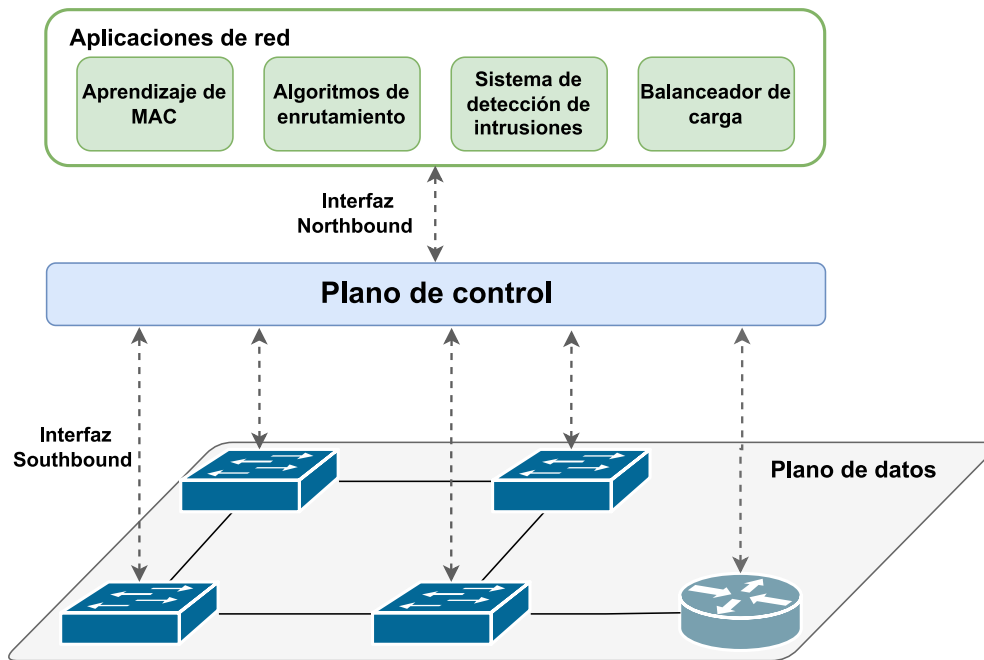 Aplicaciones de red
Aprendizaje de
MAC
Algoritmos de
enrutamiento
Sistema de
detección de
intrusiones
Balanceador de
carga
Interfaz
Northbound
Plano de control
Interfaz
Southbound
Plano de datos